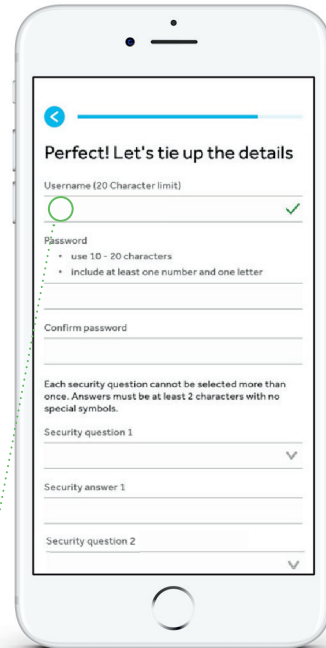 Perfect! Let's tie up the details
Username (20 Character limit)
Password
• use 10 - 20 characters
• include at least one number and one letter
Confirm password
Each security question cannot be selected more than
once. Answers must be at least 2 characters with no
special symbols.
Security question 1
Security answer 1
Security question 2